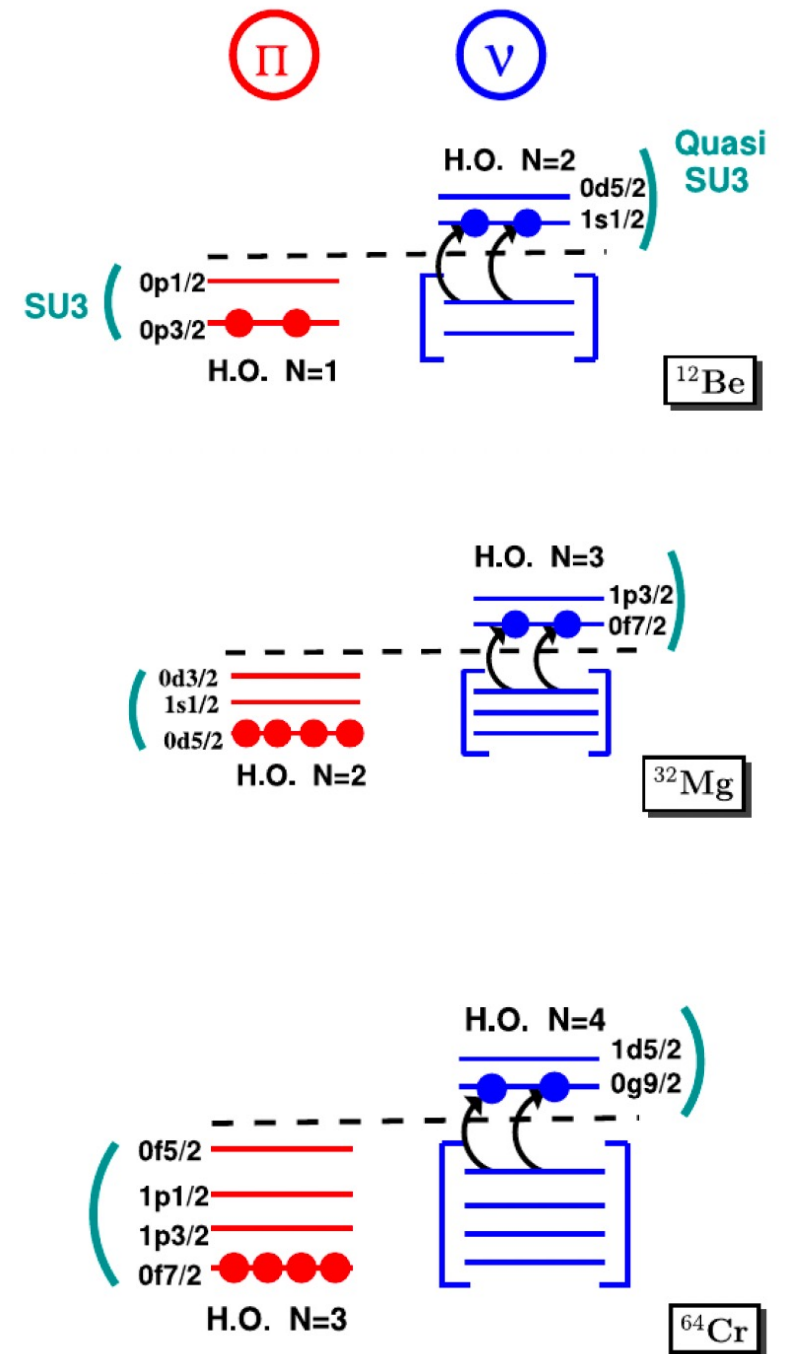 Π ν
H.O. N=2
Quasi
SU3
0d5/2
1s1/2
SU3
0p1/2
0p3/2
H.O. N=1
¹²Be
H.O. N=3
1p3/2
0f7/2
0d3/2
1s1/2
0d5/2
H.O. N=2
³²Mg
H.O. N=4
1d5/2
0g9/2
0f5/2
1p1/2
1p3/2
0f7/2
H.O. N=3
⁶⁴Cr